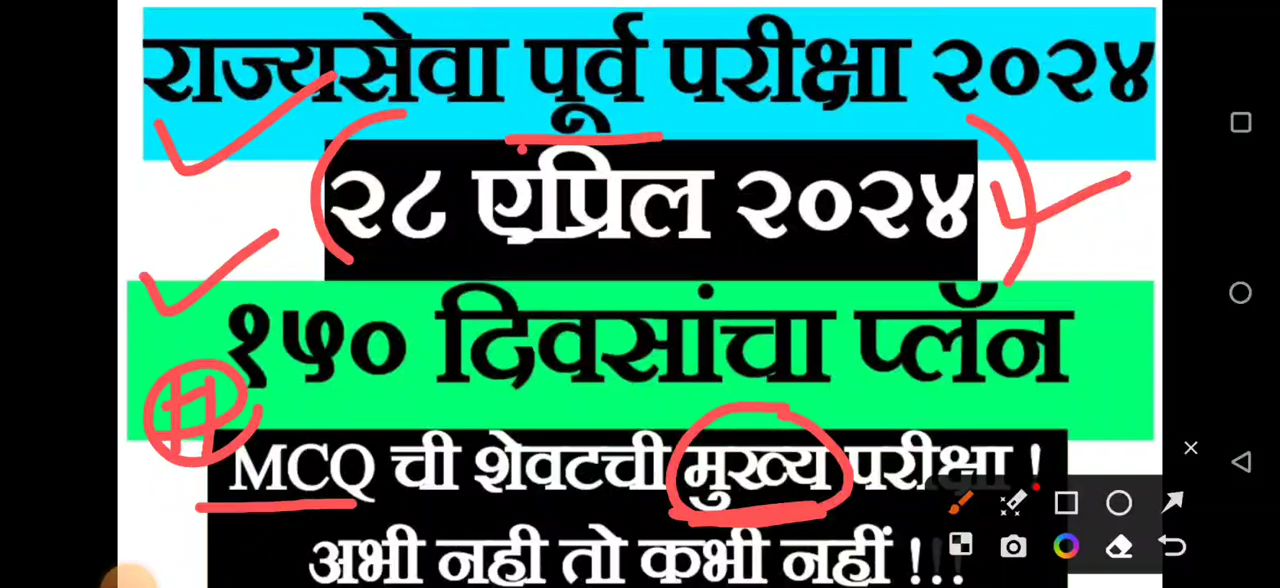 राज्यसेवा पूर्व परीक्षा २०२४
२८ एप्रिल २०२४
१५० दिवसांचा प्लॅन
MCQ ची शेवटची मुख्य परीक्षा !
अभी नही तो कभी नहीं !!!